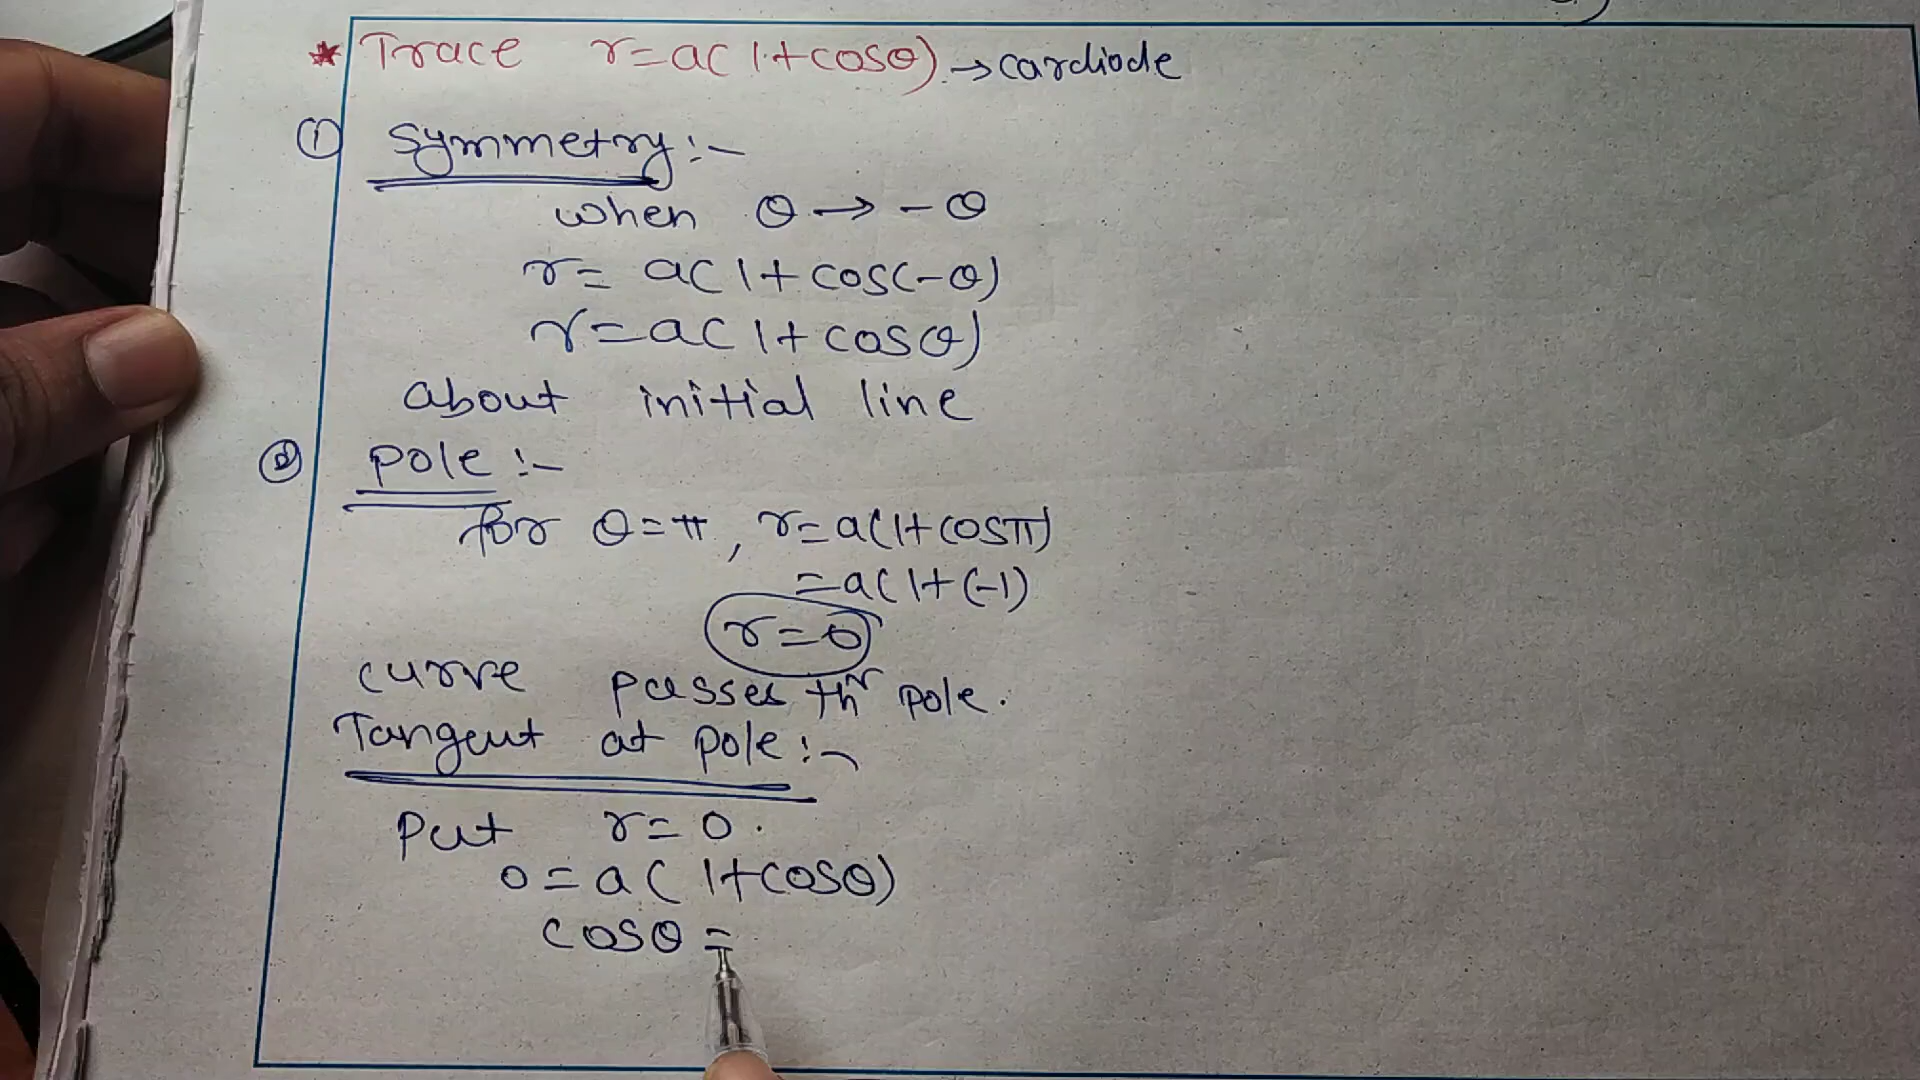 * Trace r=a(1+cosθ) → cardiode
① Symmetry :-
when θ → -θ
r= a(1+cos(-θ)
r=a(1+cosθ)
about initial line
② pole :-
for θ=π, r=a(1+cosπ)
=a(1+(-1)
r=0
curve passes thr pole.
Tangent at pole :-
put r=0.
0=a(1+cosθ)
cosθ =